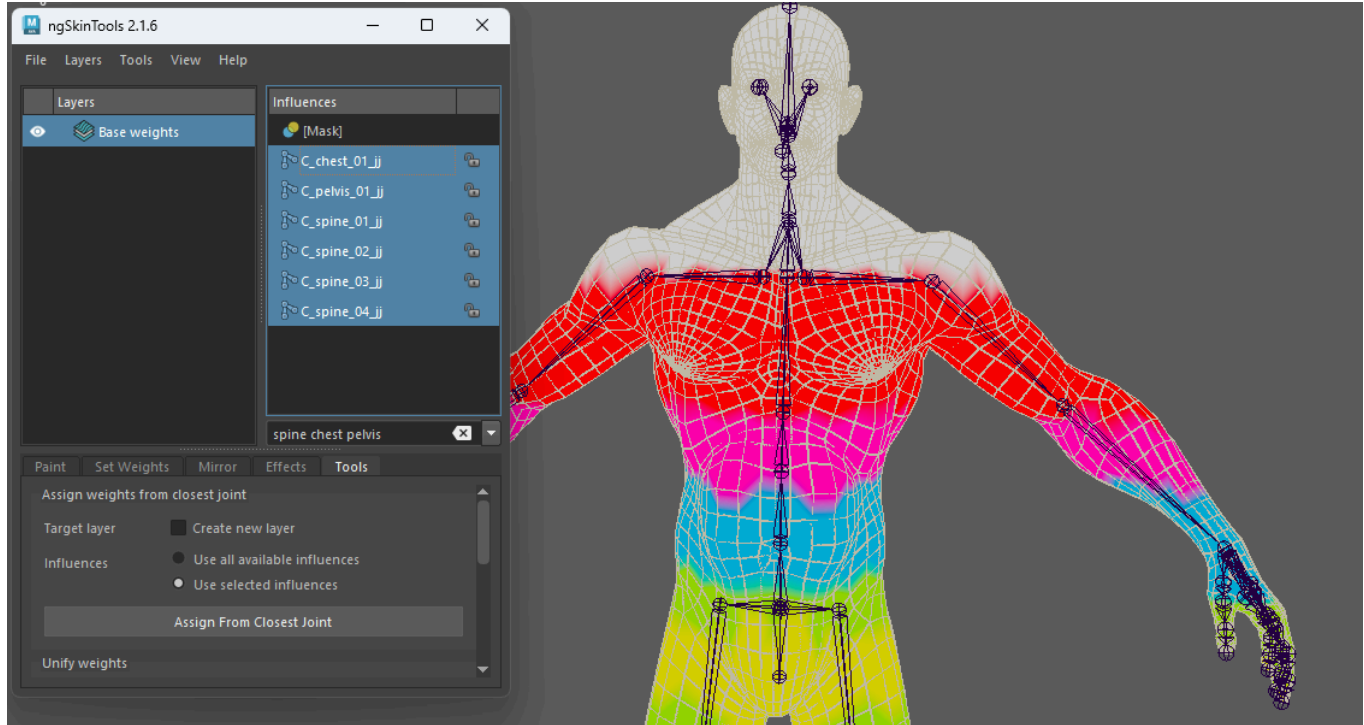 ngSkinTools 2.1.6
File Layers Tools View Help
Layers
Base weights
Influences
[Mask]
C_chest_01_jj
C_pelvis_01_jj
C_spine_01_jj
C_spine_02_jj
C_spine_03_jj
C_spine_04_jj
spine chest pelvis
Paint Set Weights Mirror Effects Tools
Assign weights from closest joint
Target layer Create new layer
Influences Use all available influences
Use selected influences
Assign From Closest Joint
Unify weights